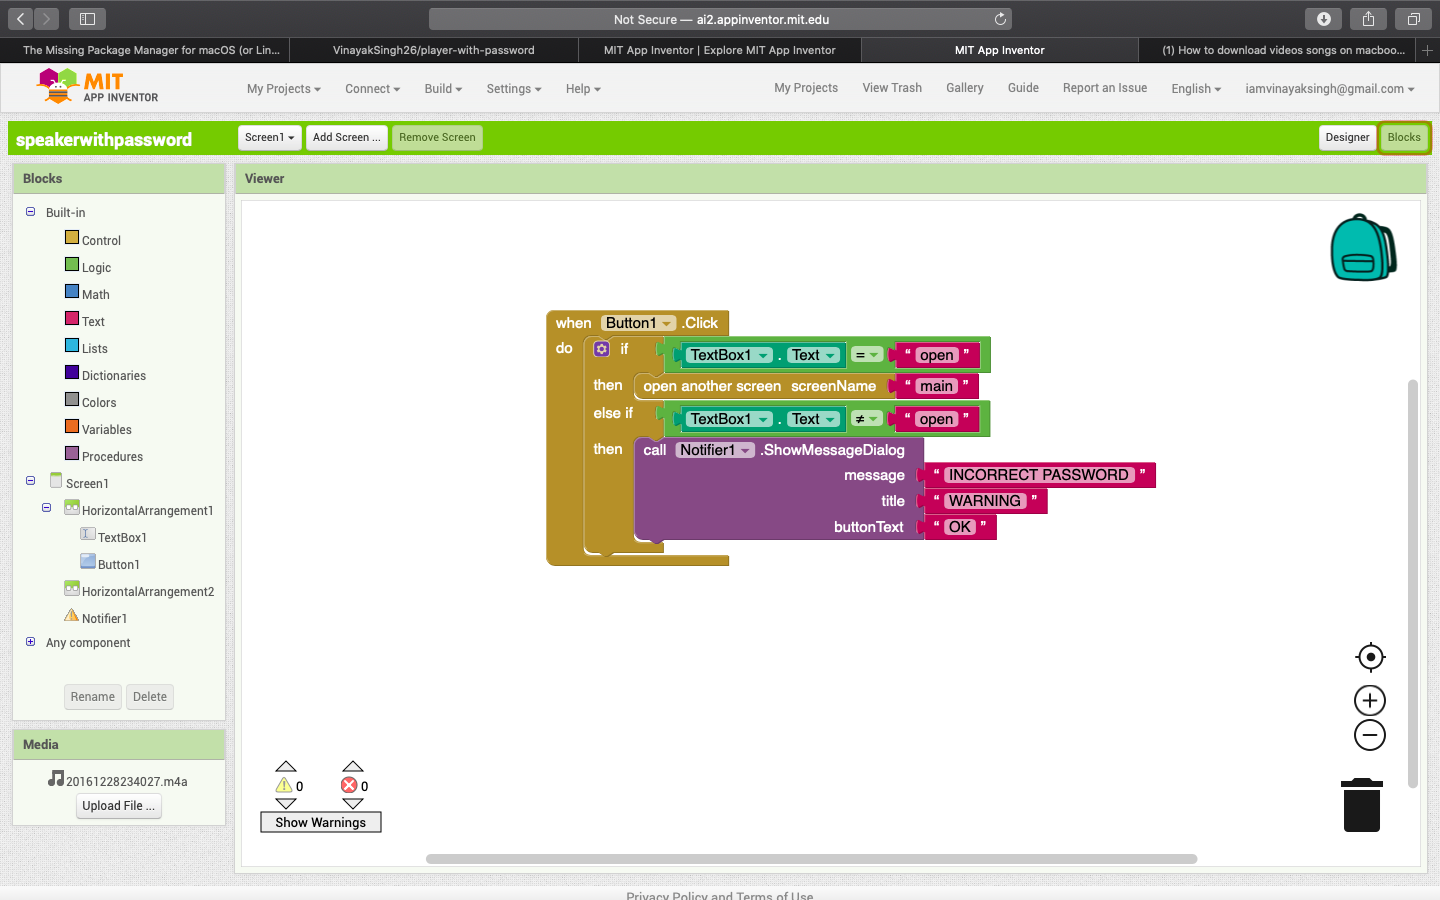 Not Secure — ai2.appinventor.mit.edu
The Missing Package Manager for macOS (or Lin...
VinayakSingh26/player-with-password
MIT App Inventor | Explore MIT App Inventor
MIT App Inventor
(1) How to download videos songs on macboo...
MIT
APP INVENTOR
My Projects
Connect
Build
Settings
Help
My Projects
View Trash
Gallery
Guide
Report an Issue
English
iamvinayaksingh@gmail.com
speakerwithpassword
Screen1
Add Screen ...
Remove Screen
Designer
Blocks
Blocks
Built-in
Control
Logic
Math
Text
Lists
Dictionaries
Colors
Variables
Procedures
Screen1
HorizontalArrangement1
TextBox1
Button1
HorizontalArrangement2
Notifier1
Any component
Rename
Delete
Media
20161228234027.m4a
Upload File ...
Viewer
when Button1 .Click
do if TextBox1 . Text = “ open ”
then open another screen screenName “ main ”
else if TextBox1 . Text ≠ “ open ”
then call Notifier1 .ShowMessageDialog
message “ INCORRECT PASSWORD ”
title “ WARNING ”
buttonText “ OK ”
0
0
Show Warnings
Privacy Policy and Terms of Use